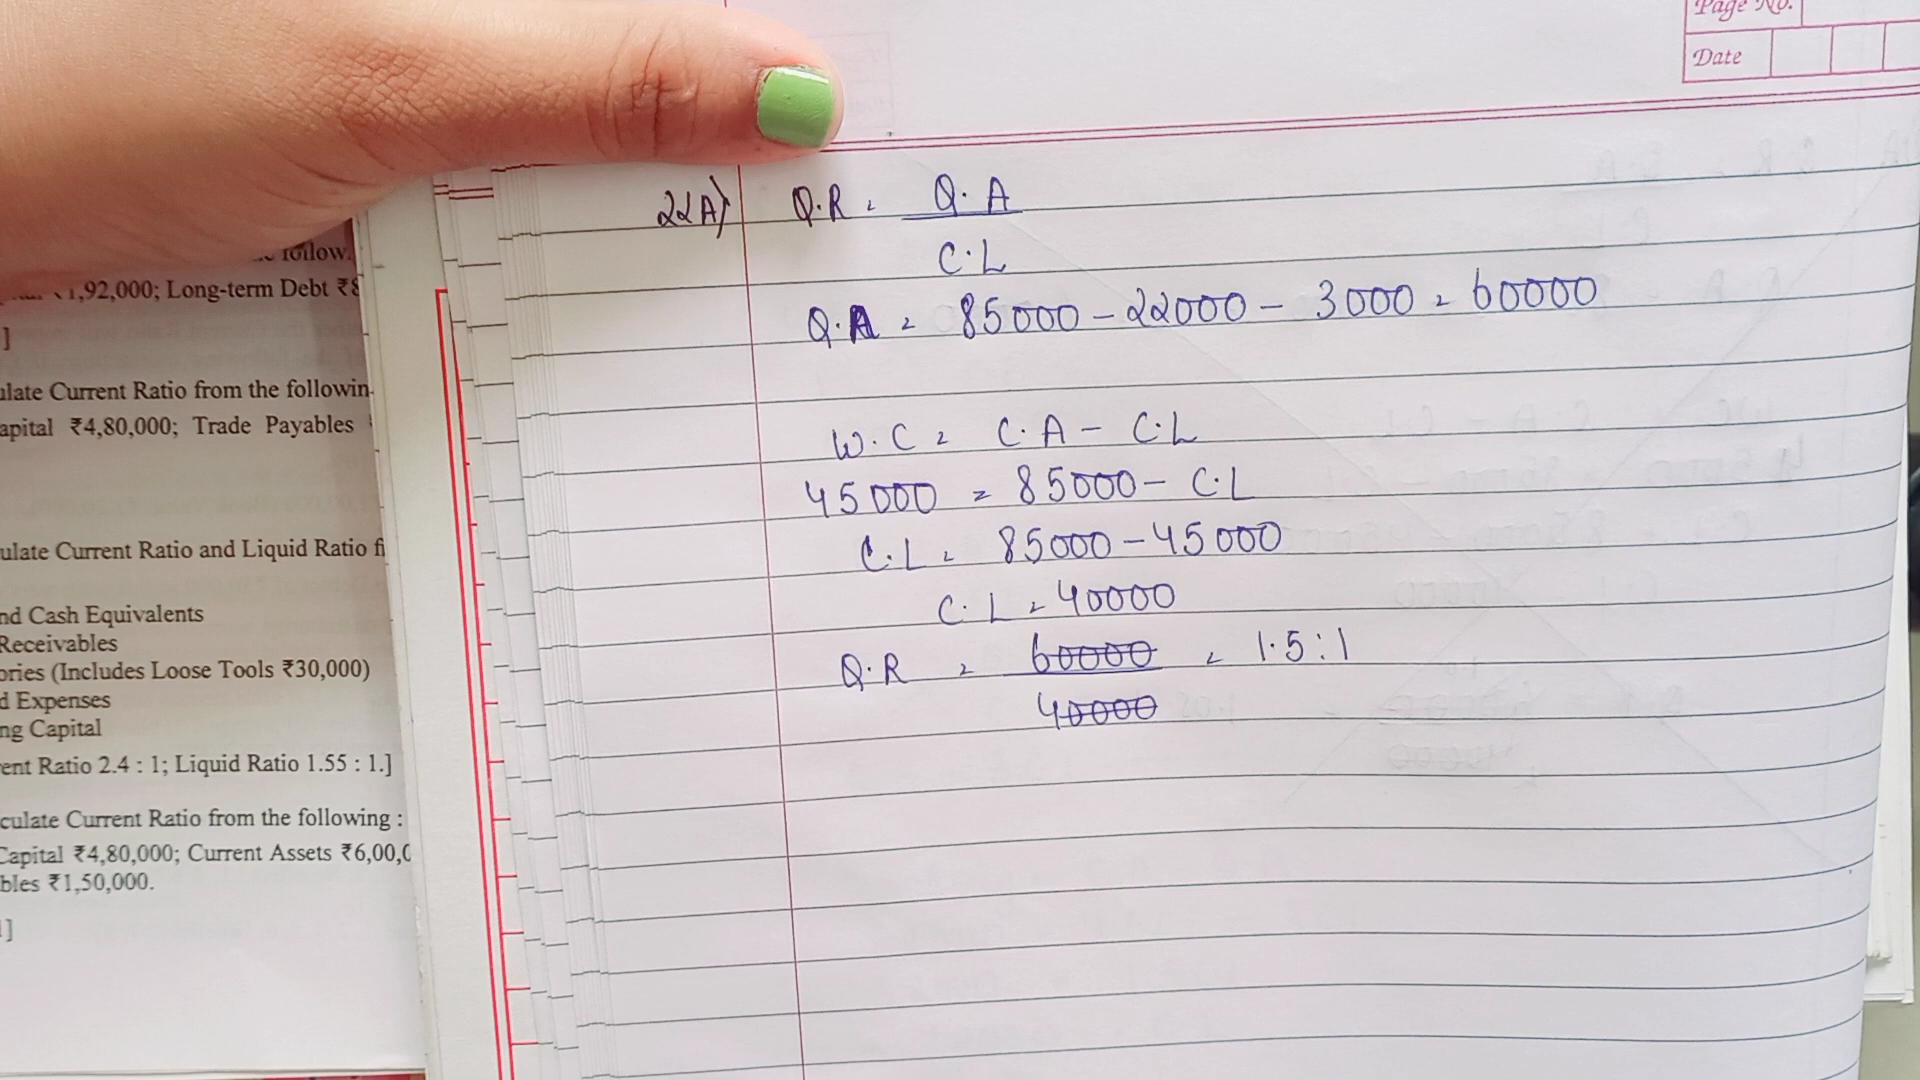 Page No.
Date
22A) Q.R = Q.A
C.L
Q.A = 85000 - 22000 - 3000 = 60000
W.C = C.A - C.L
45000 = 85000 - C.L
C.L = 85000 - 45000
C.L = 40000
Q.R = 60000 = 1.5:1
40000
follow
1,92,000; Long-term Debt ₹8
]
ulate Current Ratio from the followin
apital ₹4,80,000; Trade Payables
ulate Current Ratio and Liquid Ratio f
nd Cash Equivalents
Receivables
ories (Includes Loose Tools ₹30,000)
d Expenses
ng Capital
ent Ratio 2.4 : 1; Liquid Ratio 1.55 : 1.]
culate Current Ratio from the following :
Capital ₹4,80,000; Current Assets ₹6,00,0
bles ₹1,50,000.
]